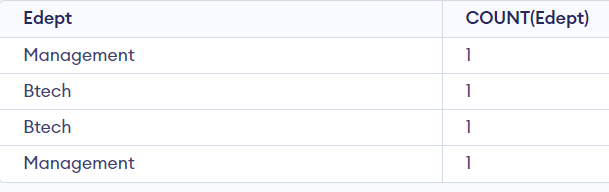 Edept COUNT(Edept)
Management 1
Btech 1
Btech 1
Management 1